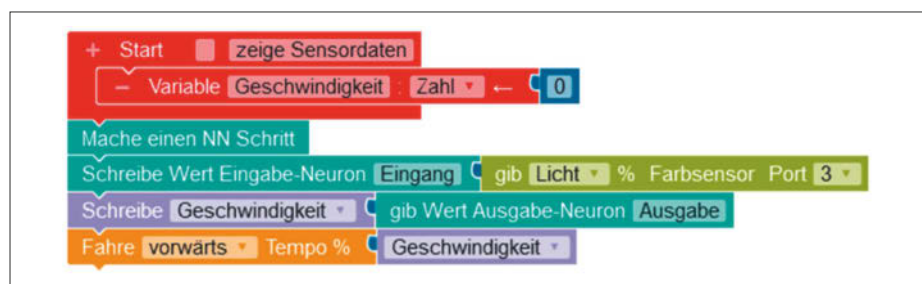 + Start zeige Sensordaten
– Variable Geschwindigkeit : Zahl ← 0
Mache einen NN Schritt
Schreibe Wert Eingabe-Neuron Eingang gib Licht % Farbsensor Port 3
Schreibe Geschwindigkeit gib Wert Ausgabe-Neuron Ausgabe
Fahre vorwärts Tempo % Geschwindigkeit